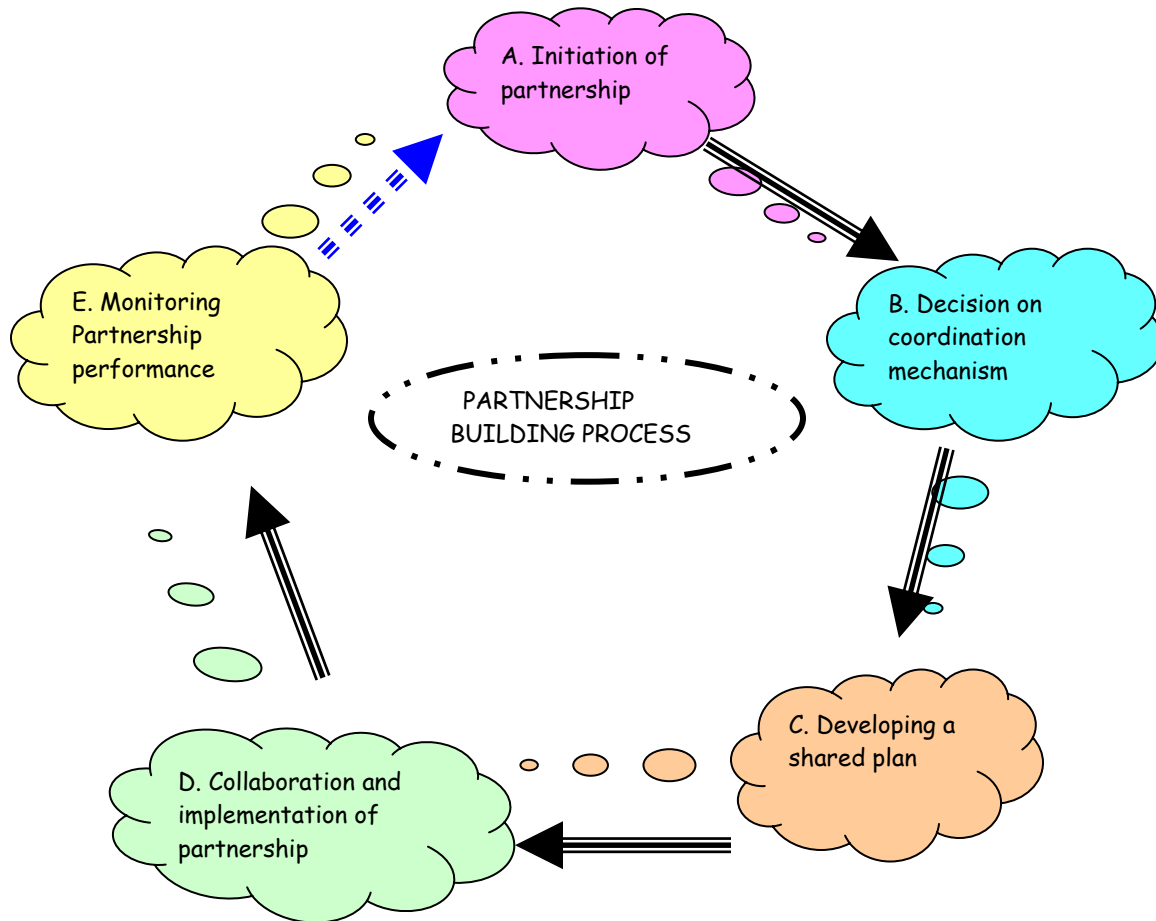 A. Initiation of
partnership
B. Decision on
coordination
mechanism
E. Monitoring
Partnership
performance
PARTNERSHIP
BUILDING PROCESS
C. Developing a
shared plan
D. Collaboration and
implementation of
partnership